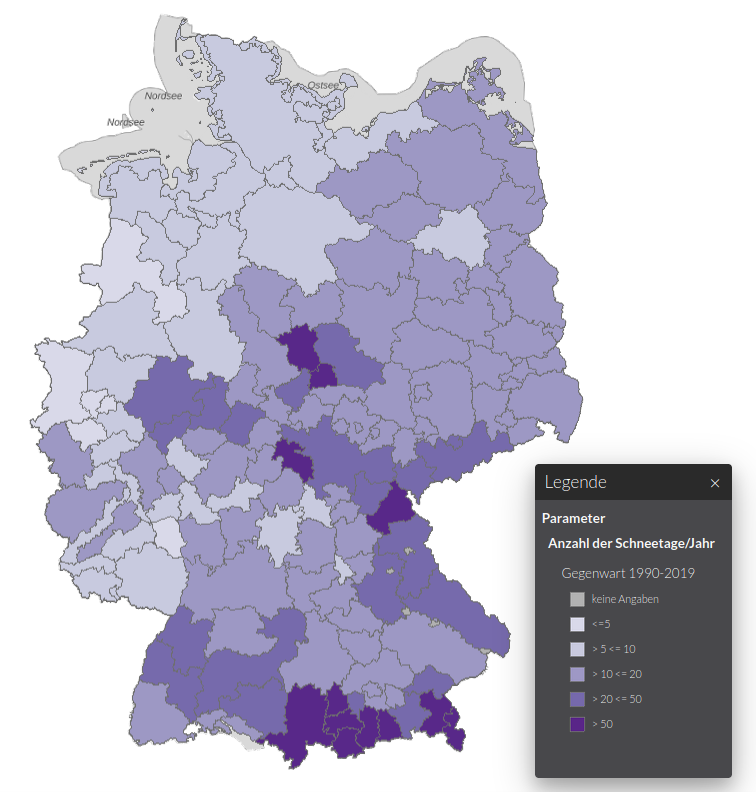 Nordsee
Ostsee
Nordsee
Legende
×
Parameter
Anzahl der Schneetage/Jahr
Gegenwart 1990-2019
keine Angaben
<=5
> 5 <= 10
> 10 <= 20
> 20 <= 50
> 50